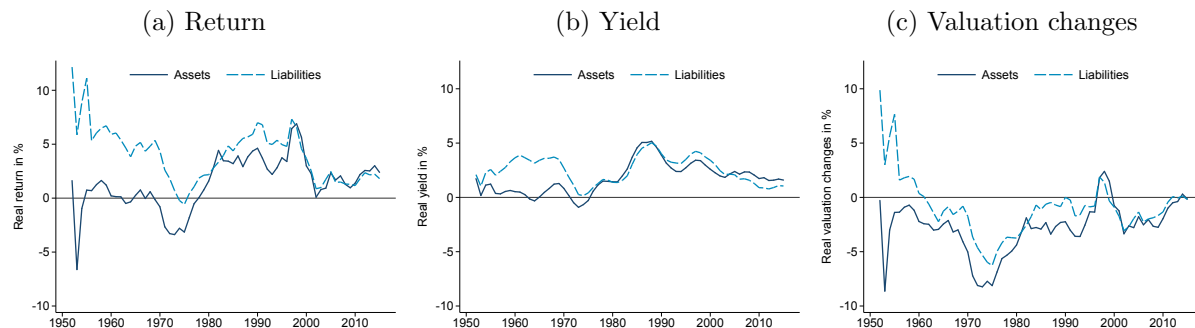 (a) Return
(b) Yield
(c) Valuation changes
Assets Liabilities
Real return in %
10
5
0
-5
-10
1950 1960 1970 1980 1990 2000 2010
Assets Liabilities
Real yield in %
10
5
0
-5
-10
1950 1960 1970 1980 1990 2000 2010
Assets Liabilities
Real valuation changes in %
10
5
0
-5
-10
1950 1960 1970 1980 1990 2000 2010